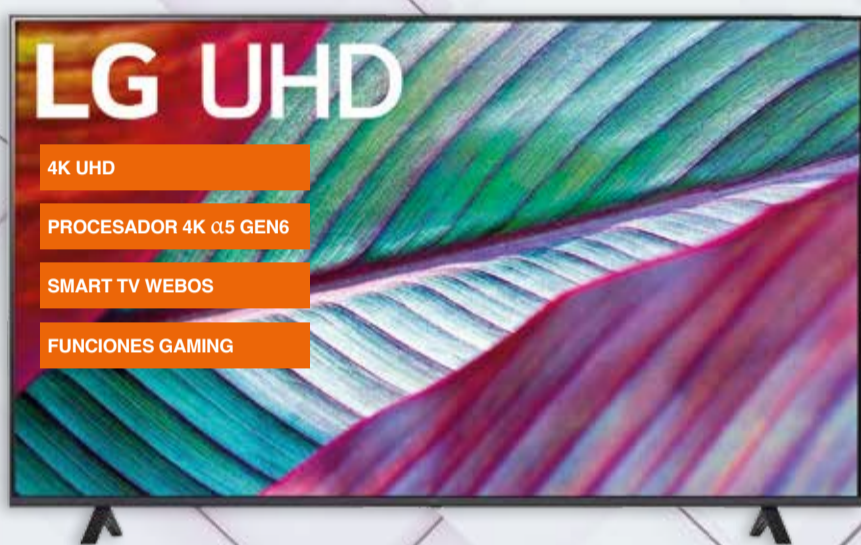 LG UHD
4K UHD
PROCESADOR 4K α5 GEN6
SMART TV WEBOS
FUNCIONES GAMING